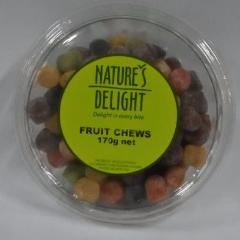 NATURE'S
DELIGHT
Delight in every bite
FRUIT CHEWS
170g net